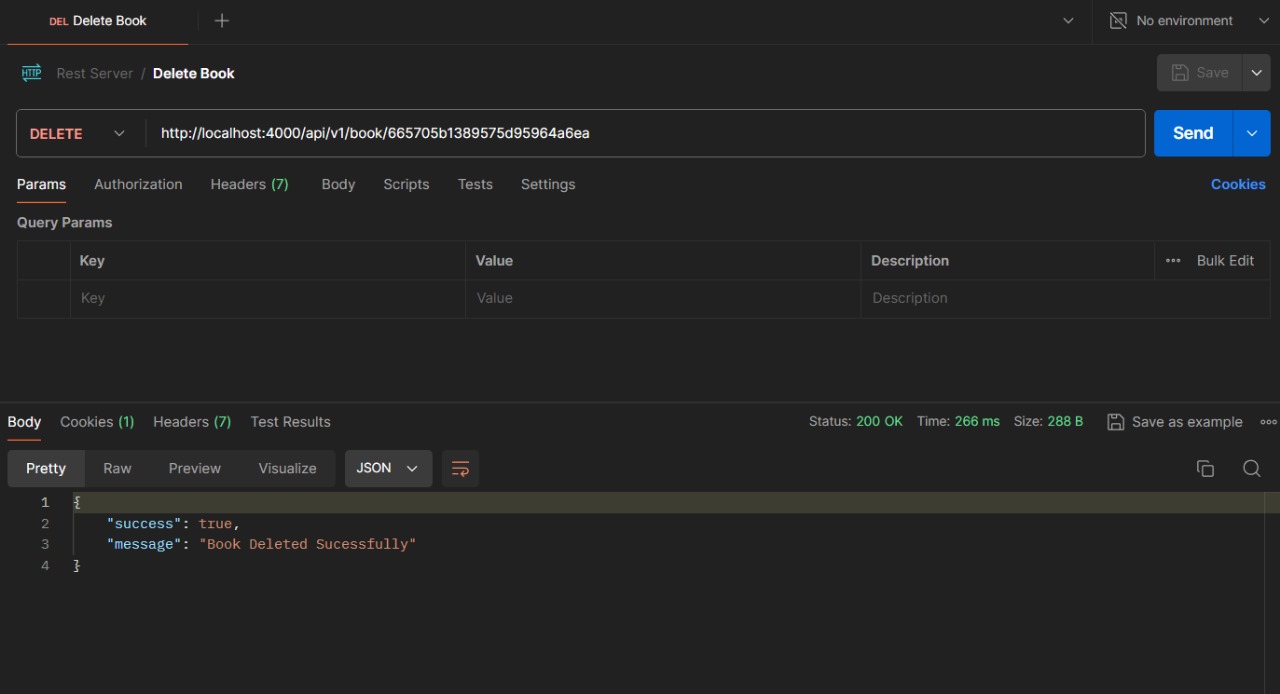 DEL Delete Book
No environment
HTTP Rest Server / Delete Book
Save
DELETE http://localhost:4000/api/v1/book/665705b1389575d95964a6ea
Send
Params Authorization Headers (7) Body Scripts Tests Settings Cookies
Query Params
Key Value Description ••• Bulk Edit
Key Value Description
Body Cookies (1) Headers (7) Test Results Status: 200 OK Time: 266 ms Size: 288 B Save as example
Pretty Raw Preview Visualize JSON
1 {
2 "success": true,
3 "message": "Book Deleted Sucessfully"
4 }